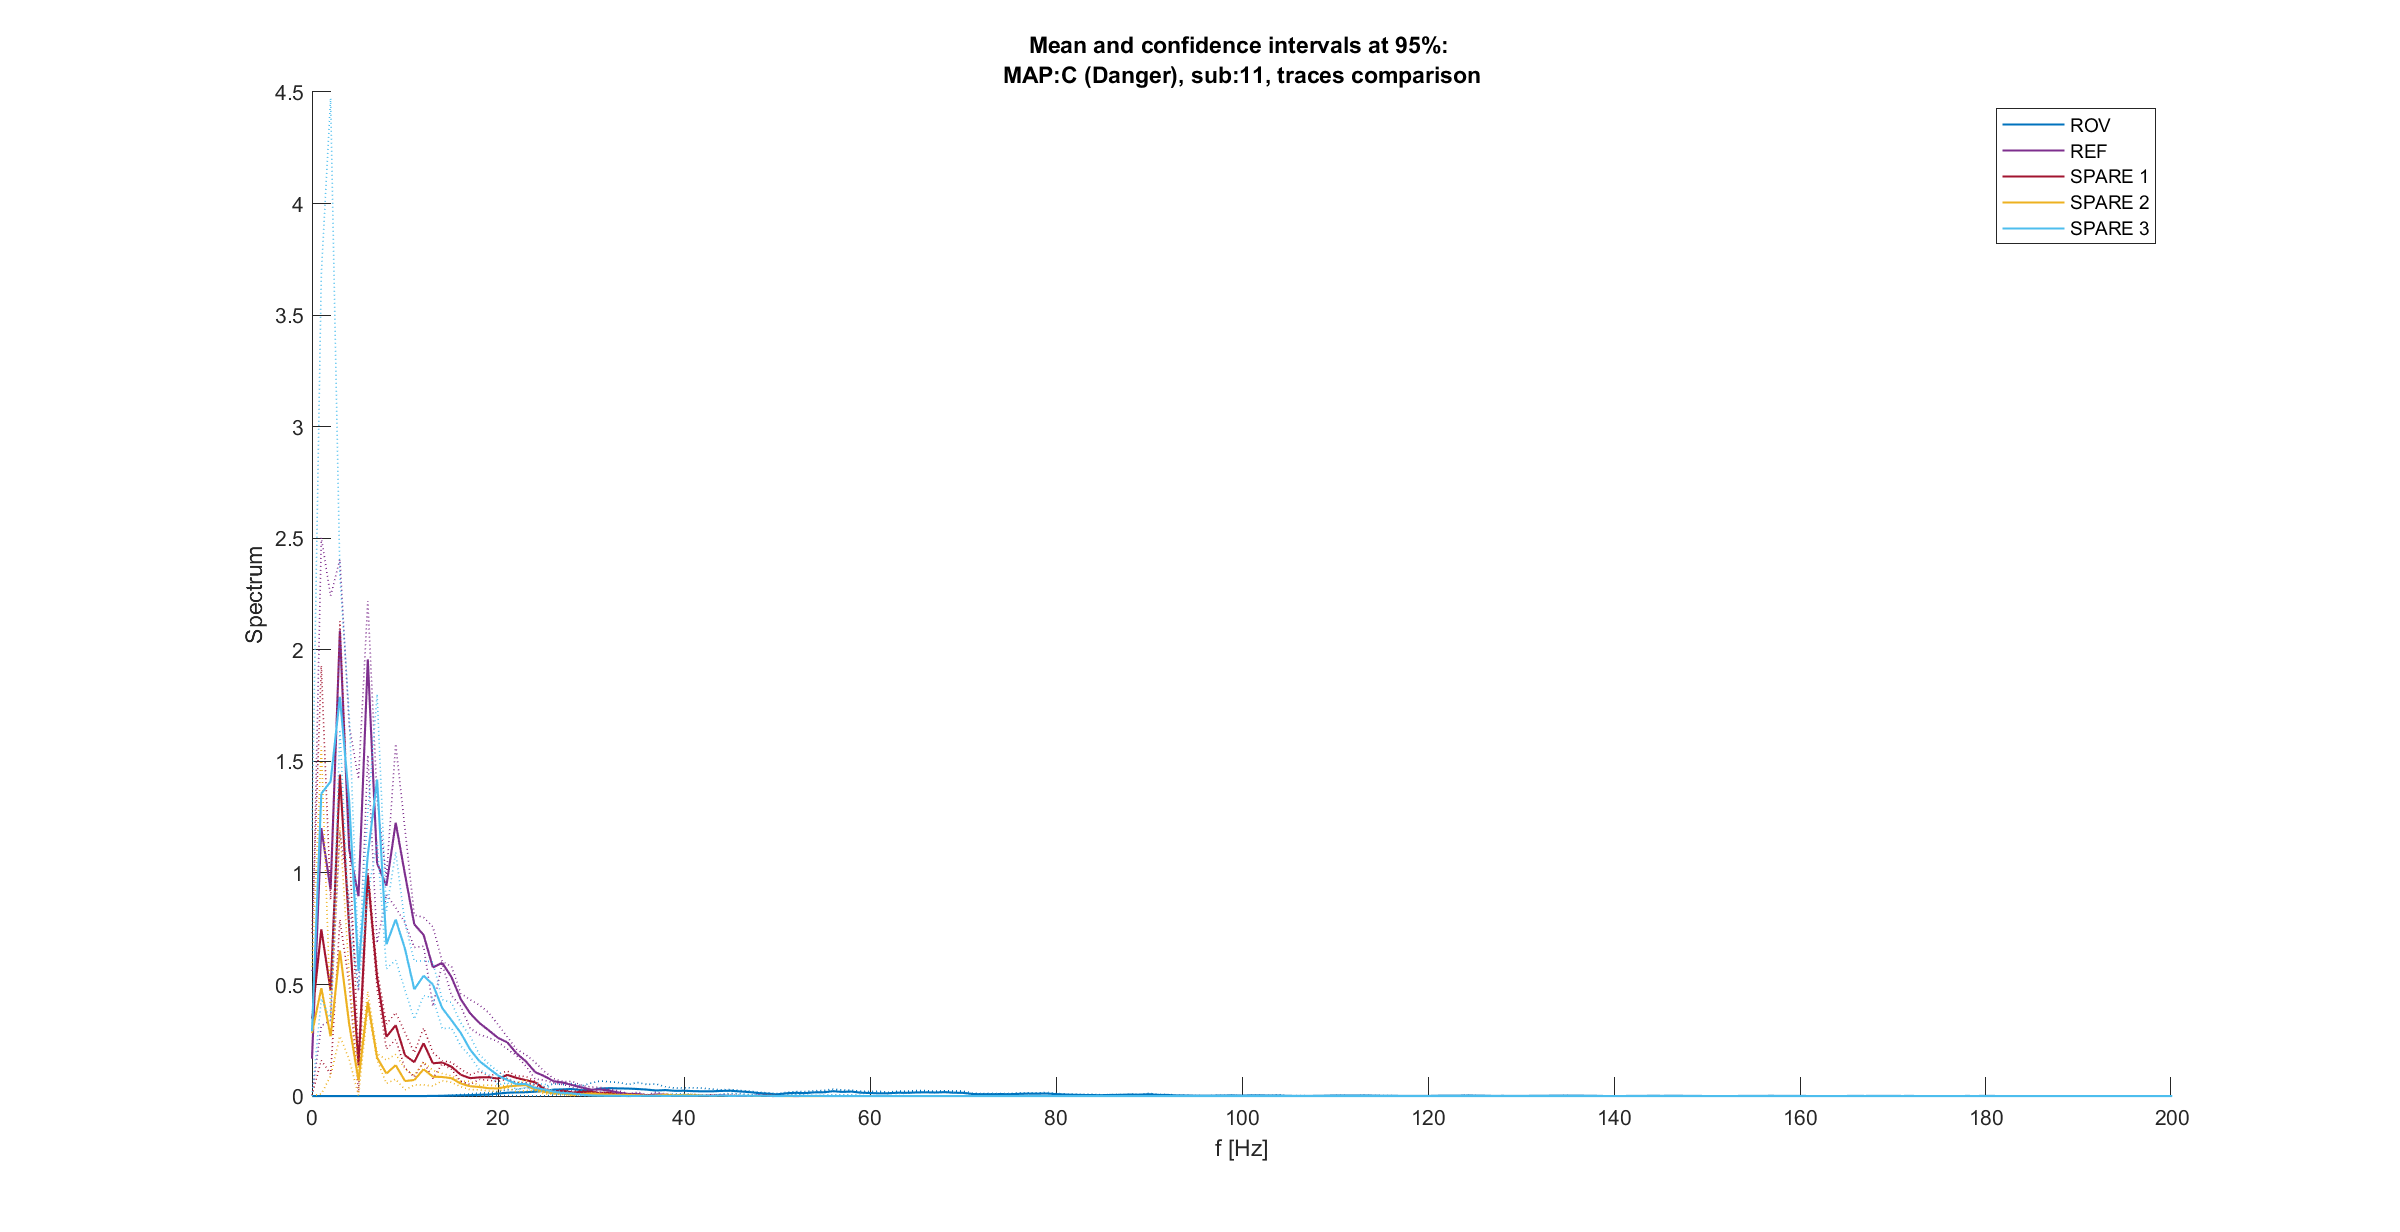 Mean and confidence intervals at 95%:
MAP:C (Danger), sub:11, traces comparison
4.5
4
3.5
3
2.5
2
1.5
1
0.5
0
Spectrum
ROV
REF
SPARE 1
SPARE 2
SPARE 3
0 20 40 60 80 100 120 140 160 180 200
f [Hz]